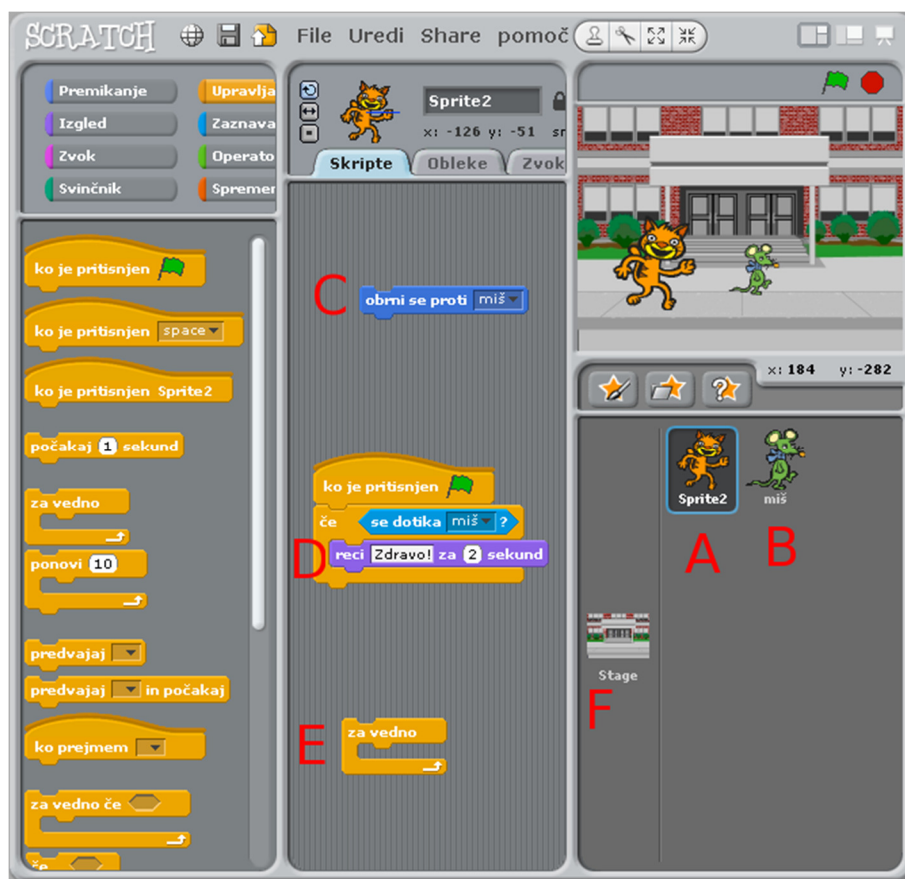 SCRATCH File Uredi Share pomoč
Premikanje
Upravlja
Izgled
Zaznava
Zvok
Operato
Svinčnik
Spremen
ko je pritisnjen
ko je pritisnjen space
ko je pritisnjen Sprite2
počakaj 1 sekund
za vedno
ponovi 10
predvajaj
predvajaj in počakaj
ko prejmem
za vedno če
če
Sprite2
x: -126 y: -51 sr
Skripte Obleke Zvok
C
obrni se proti miš
ko je pritisnjen
če se dotika miš ?
D
reci Zdravo! za 2 sekund
E
za vedno
x: 184 y: -282
Sprite2
miš
A
B
Stage
F